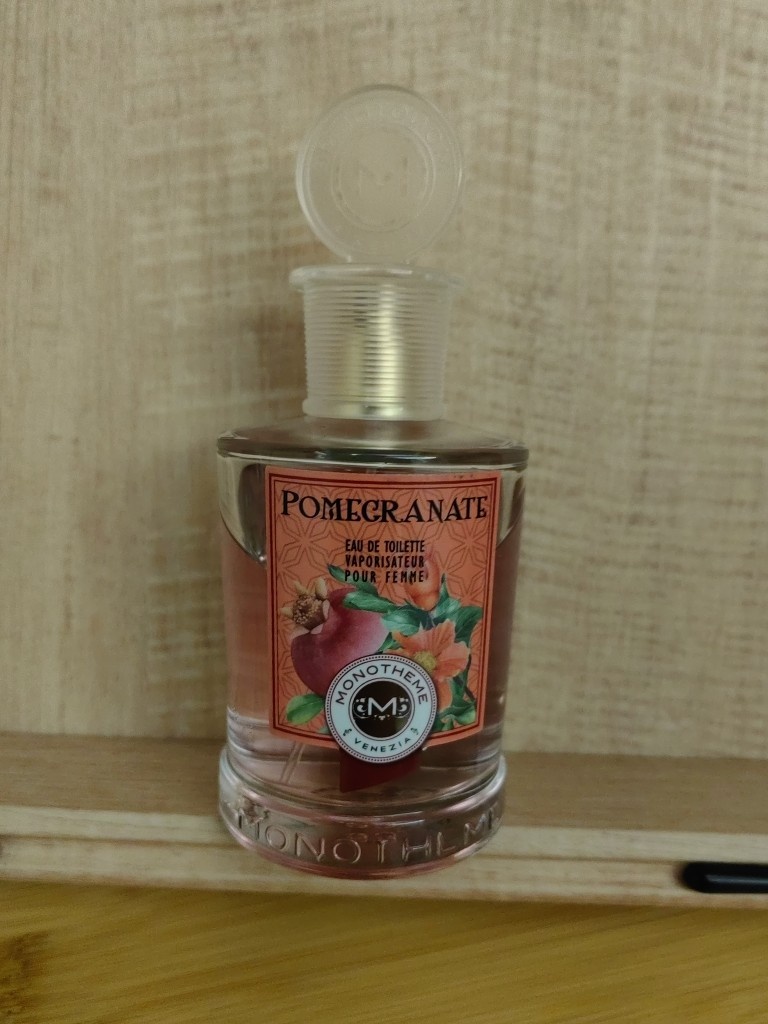 M
POMEGRANATE
EAU DE TOILETTE
VAPORISATEUR
POUR FEMME
MONOTHEME
M
VENEZIA
MONOTHEME